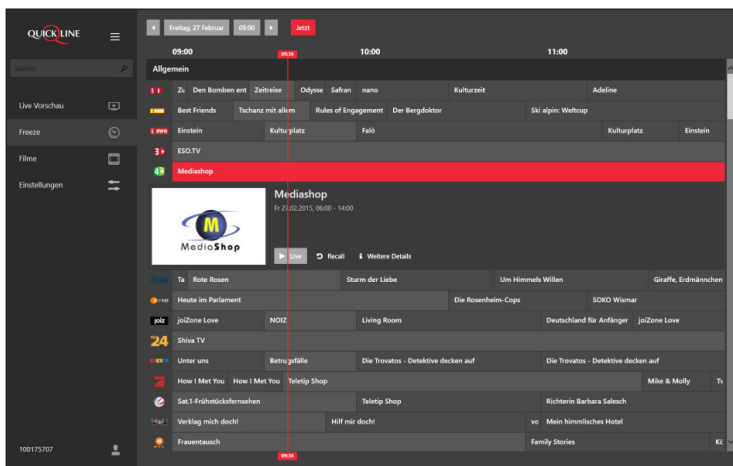 QUICKLINE
Suchen
Live Vorschau
Freeze
Filme
Einstellungen
100175707
Freitag, 27 Februar 09:00 Jetzt
09:00 09:36 10:00 11:00
Allgemein
Zu Den Bomben ent Zeitreise Odysse Safran nano Kulturzeit Adeline
Best Friends Tschanz mit allem Rules of Engagement Der Bergdoktor Ski alpin: Weltcup
INFO Einstein Kulturplatz Falò Kulturplatz Einstein
3+ ESO.TV
4+ Mediashop
MediaShop
Mediashop
Fr 27.02.2015, 06:00 - 14:00
Live Recall Weitere Details
Ta Rote Rosen Sturm der Liebe Um Himmels Willen Giraffe, Erdmännchen
Heute im Parlament Die Rosenheim-Cops SOKO Wismar
joiz joiZone Love NOIZ Living Room Deutschland für Anfänger joiZone Love
24 Shiva TV
Unter uns Betrugsfälle Die Trovatos - Detektive decken auf Die Trovatos - Detektive decken auf
How I Met You How I Met You Teletip Shop Mike & Molly Tw
Sat.1-Frühstücksfernsehen Teletip Shop Richterin Barbara Salesch
Verklag mich doch! Hilf mir doch! vo Mein himmlisches Hotel
Frauentausch Family Stories Kö
09:36